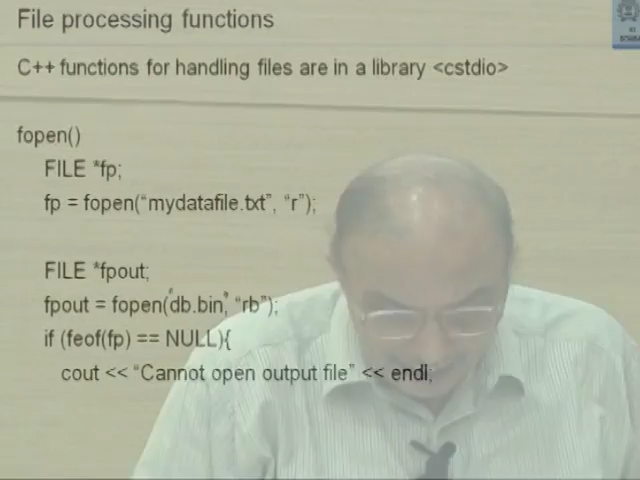 File processing functions
C++ functions for handling files are in a library <cstdio>
fopen()
FILE *fp;
fp = fopen(“mydatafile.txt”, “r”);
FILE *fpout;
fpout = fopen(‘db.bin’, “rb”);
if (feof(fp) == NULL){
cout << “Cannot open output file” << endl;